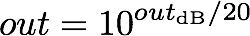 out = 10^{out_{dB}/20}